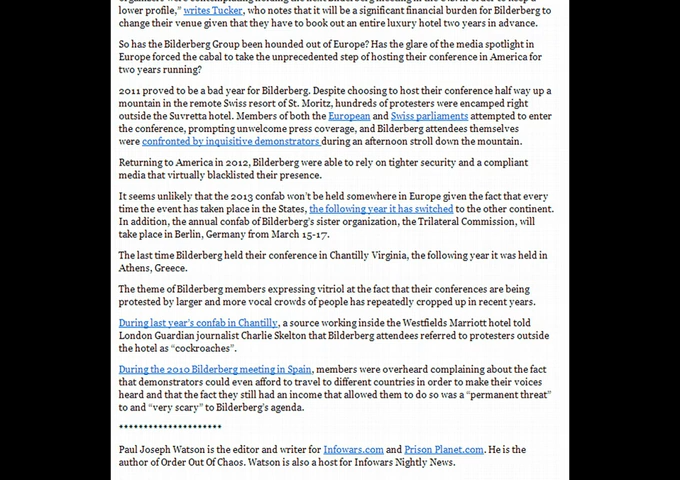 lower profile,” writes Tucker, who notes that it will be a significant financial burden for Bilderberg to
change their venue given that they have to book out an entire luxury hotel two years in advance.
So has the Bilderberg Group been hounded out of Europe? Has the glare of the media spotlight in
Europe forced the cabal to take the unprecedented step of hosting their conference in America for
two years running?
2011 proved to be a bad year for Bilderberg. Despite choosing to host their conference half way up a
mountain in the remote Swiss resort of St. Moritz, hundreds of protesters were encamped right
outside the Suvretta hotel. Members of both the European and Swiss parliaments attempted to enter
the conference, prompting unwelcome press coverage, and Bilderberg attendees themselves
were confronted by inquisitive demonstrators during an afternoon stroll down the mountain.
Returning to America in 2012, Bilderberg were able to rely on tighter security and a compliant
media that virtually blacklisted their presence.
It seems unlikely that the 2013 confab won’t be held somewhere in Europe given the fact that every
time the event has taken place in the States, the following year it has switched to the other continent.
In addition, the annual confab of Bilderberg’s sister organization, the Trilateral Commission, will
take place in Berlin, Germany from March 15-17.
The last time Bilderberg held their conference in Chantilly Virginia, the following year it was held in
Athens, Greece.
The theme of Bilderberg members expressing vitriol at the fact that their conferences are being
protested by larger and more vocal crowds of people has repeatedly cropped up in recent years.
During last year’s confab in Chantilly, a source working inside the Westfields Marriott hotel told
London Guardian journalist Charlie Skelton that Bilderberg attendees referred to protesters outside
the hotel as “cockroaches”.
During the 2010 Bilderberg meeting in Spain, members were overheard complaining about the fact
that demonstrators could even afford to travel to different countries in order to make their voices
heard and that the fact they still had an income that allowed them to do so was a “permanent threat”
to and “very scary” to Bilderberg’s agenda.
*********************
Paul Joseph Watson is the editor and writer for Infowars.com and Prison Planet.com. He is the
author of Order Out Of Chaos. Watson is also a host for Infowars Nightly News.